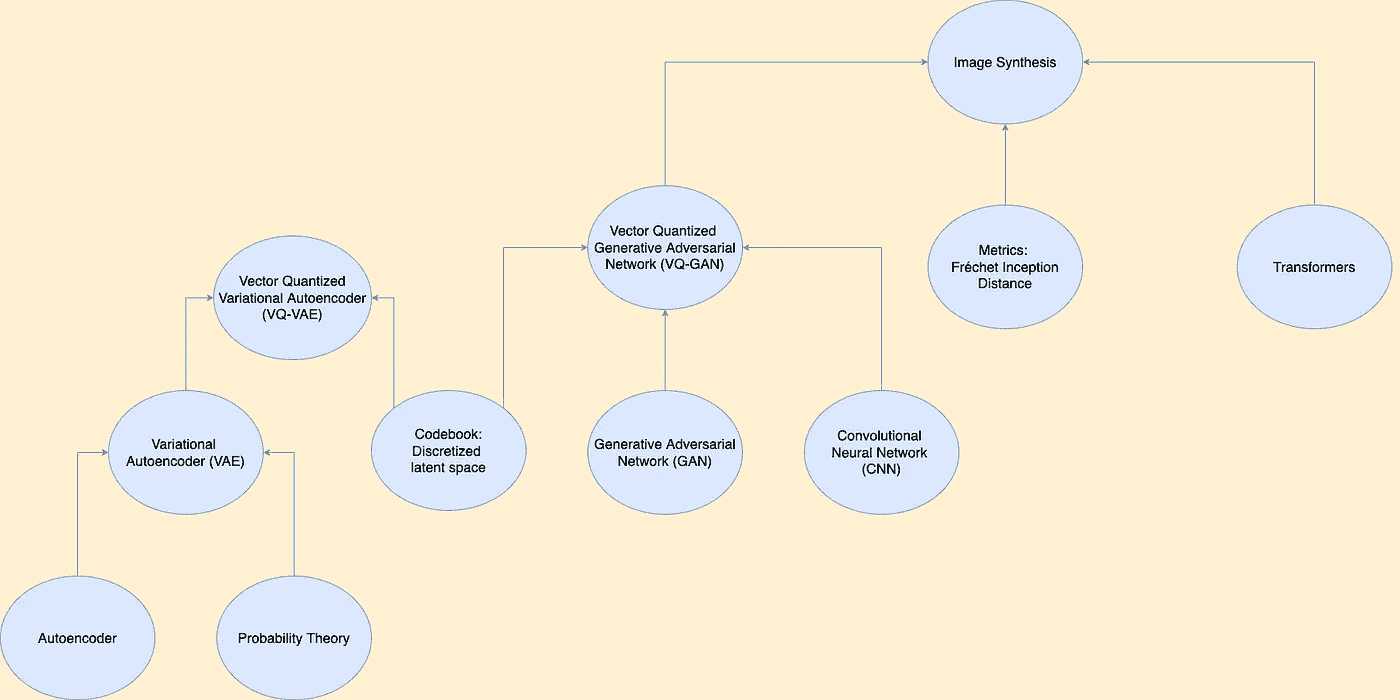 Image Synthesis
Vector Quantized
Generative Adversarial
Network (VQ-GAN)
Metrics:
Fréchet Inception
Distance
Transformers
Vector Quantized
Variational Autoencoder
(VQ-VAE)
Variational
Autoencoder (VAE)
Codebook:
Discretized
latent space
Generative Adversarial
Network (GAN)
Convolutional
Neural Network
(CNN)
Autoencoder
Probability Theory